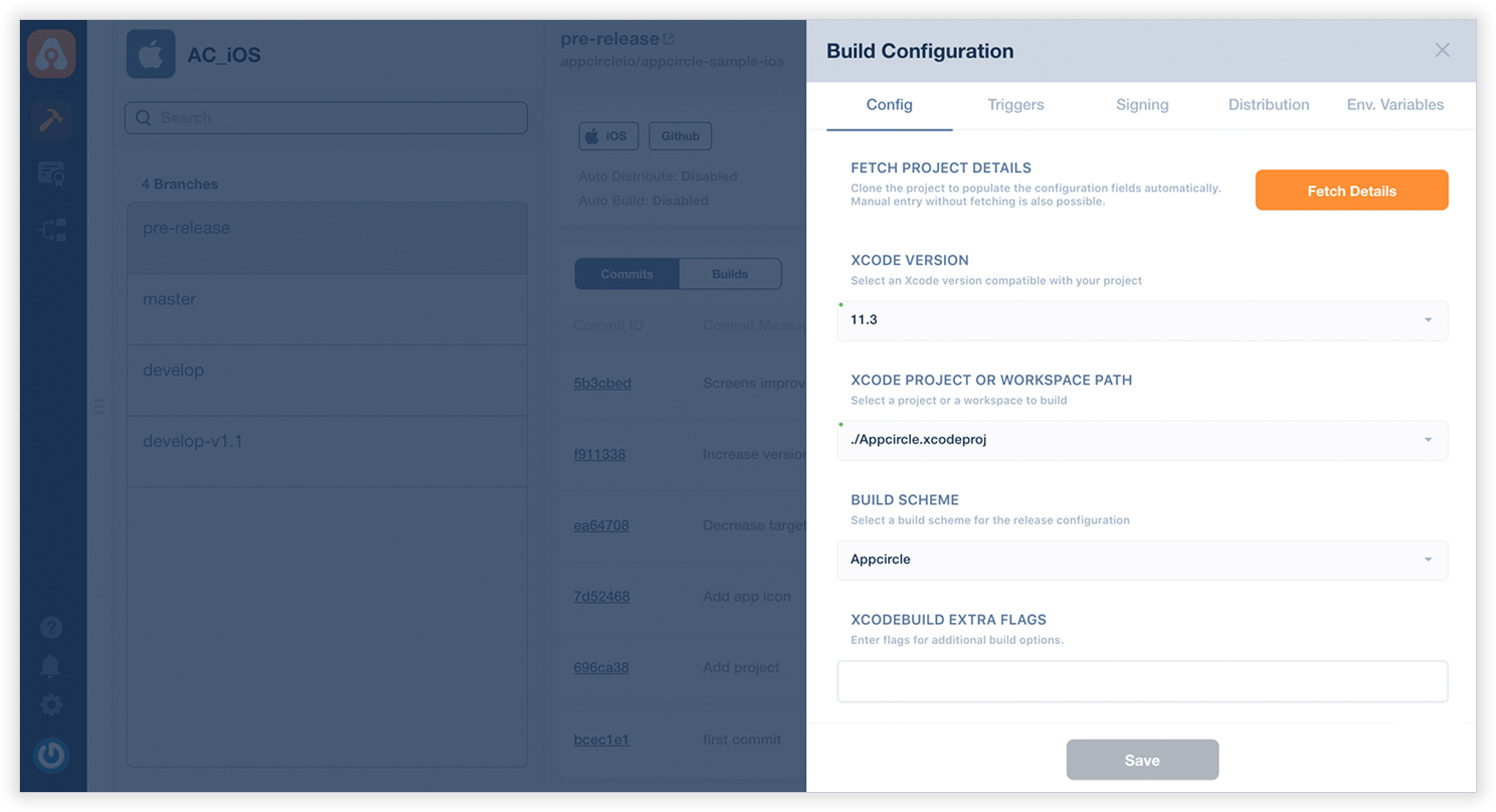 AC_iOS
Search
4 Branches
pre-release
master
develop
develop-v1.1
pre-release
appcircleio/appcircle-sample-ios
iOS
Github
Auto Distribute: Disabled
Auto Build: Disabled
Commits
Builds
Commit ID Commit Messag
5b3cbed Screens improv
f911338 Increase version
ea64708 Decrease target
7d52468 Add app icon
696ca38 Add project
bcec1e1 first commit
Build Configuration
Config Triggers Signing Distribution Env. Variables
FETCH PROJECT DETAILS
Clone the project to populate the configuration fields automatically.
Manual entry without fetching is also possible.
Fetch Details
XCODE VERSION
Select an Xcode version compatible with your project
11.3
XCODE PROJECT OR WORKSPACE PATH
Select a project or a workspace to build
./Appcircle.xcodeproj
BUILD SCHEME
Select a build scheme for the release configuration
Appcircle
XCODEBUILD EXTRA FLAGS
Enter flags for additional build options.
Save